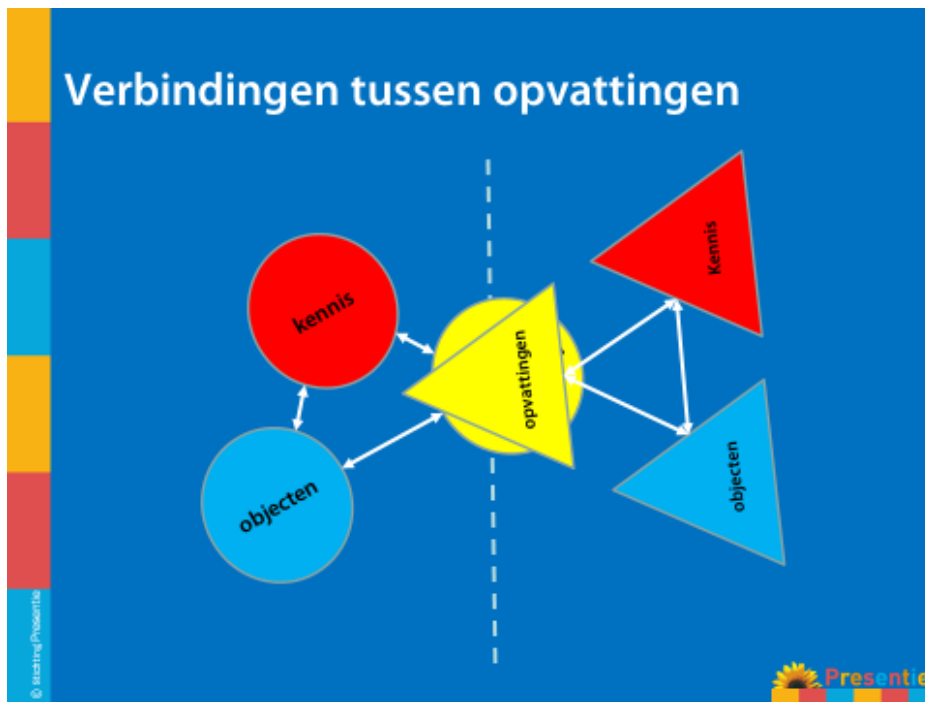 Verbindingen tussen opvattingen
kennis
Kennis
opvattingen
objecten
objecten
© stichting Presentie
Presentie